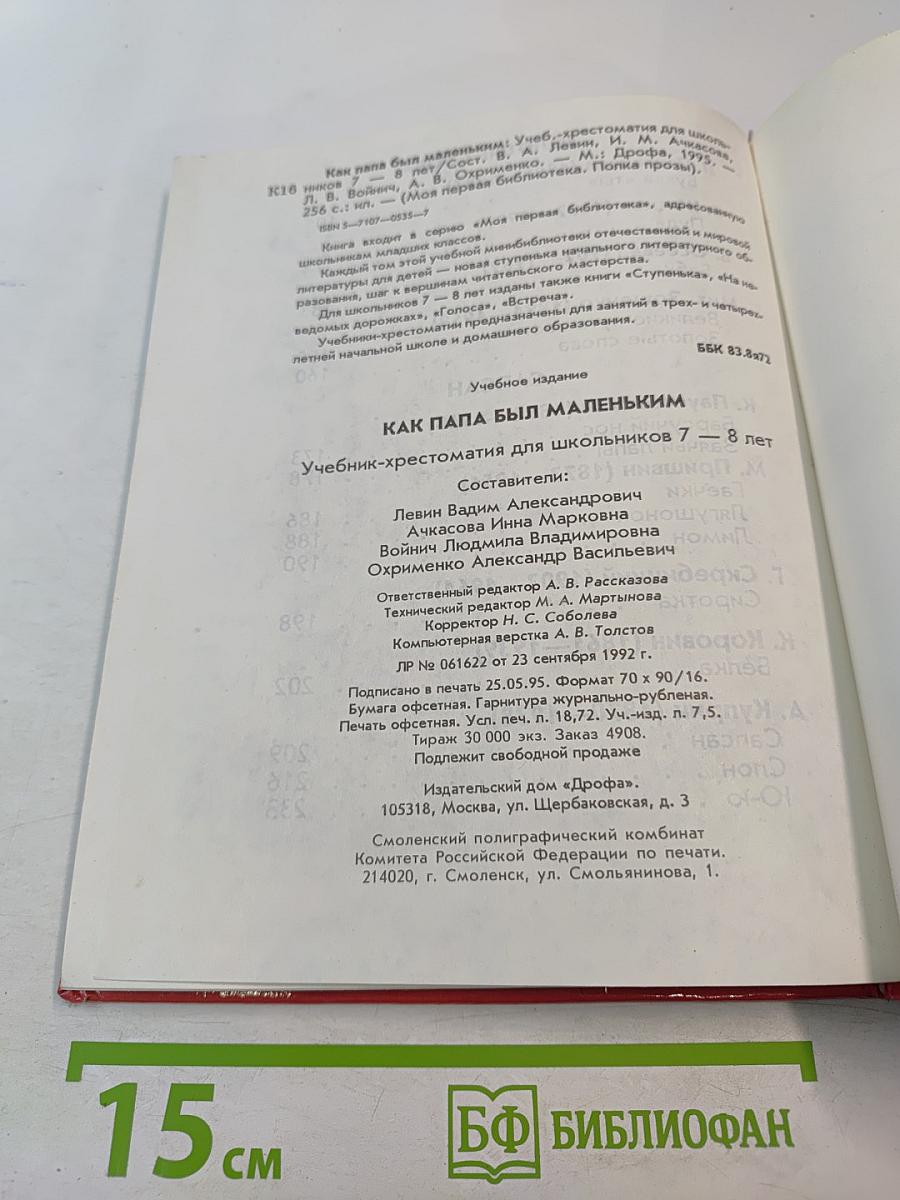 Как папа был маленьким: Учеб.-хрестоматия для школь-
К16 ников 7 — 8 лет/Сост. В. А. Левин, И. М. Ачкасова,
Л. В. Войнич, А. В. Охрименко. — М.: Дрофа, 1995. —
256 с.: ил. — (Моя первая библиотека. Полка прозы).
ISBN 5—7107—0535—7
Книга входит в серию «Моя первая библиотека», адресованную
школьникам младших классов.
Каждый том этой учебной минибиблиотеки отечественной и мировой
литературы для детей — новая ступенька начального литературного об-
разования, шаг к вершинам читательского мастерства.
Для школьников 7 — 8 лет изданы также книги «Ступенька», «На не-
ведомых дорожках», «Голоса», «Встреча».
Учебники-хрестоматии предназначены для занятий в трех- и четырех-
летней начальной школе и домашнего образования.
ББК 83.8я72
Учебное издание
КАК ПАПА БЫЛ МАЛЕНЬКИМ
Учебник-хрестоматия для школьников 7 — 8 лет
Составители:
Левин Вадим Александрович
Ачкасова Инна Марковна
Войнич Людмила Владимировна
Охрименко Александр Васильевич
Ответственный редактор А. В. Рассказова
Технический редактор М. А. Мартынова
Корректор Н. С. Соболева
Компьютерная верстка А. В. Толстов
ЛР № 061622 от 23 сентября 1992 г.
Подписано в печать 25.05.95. Формат 70 х 90/16.
Бумага офсетная. Гарнитура журнально-рубленая.
Печать офсетная. Усл. печ. л. 18,72. Уч.-изд. л. 7,5.
Тираж 30 000 экз. Заказ 4908.
Подлежит свободной продаже
Издательский дом «Дрофа».
105318, Москва, ул. Щербаковская, д. 3
Смоленский полиграфический комбинат
Комитета Российской Федерации по печати.
214020, г. Смоленск, ул. Смольянинова, 1.
15 см
БФ БИБЛИОФАН